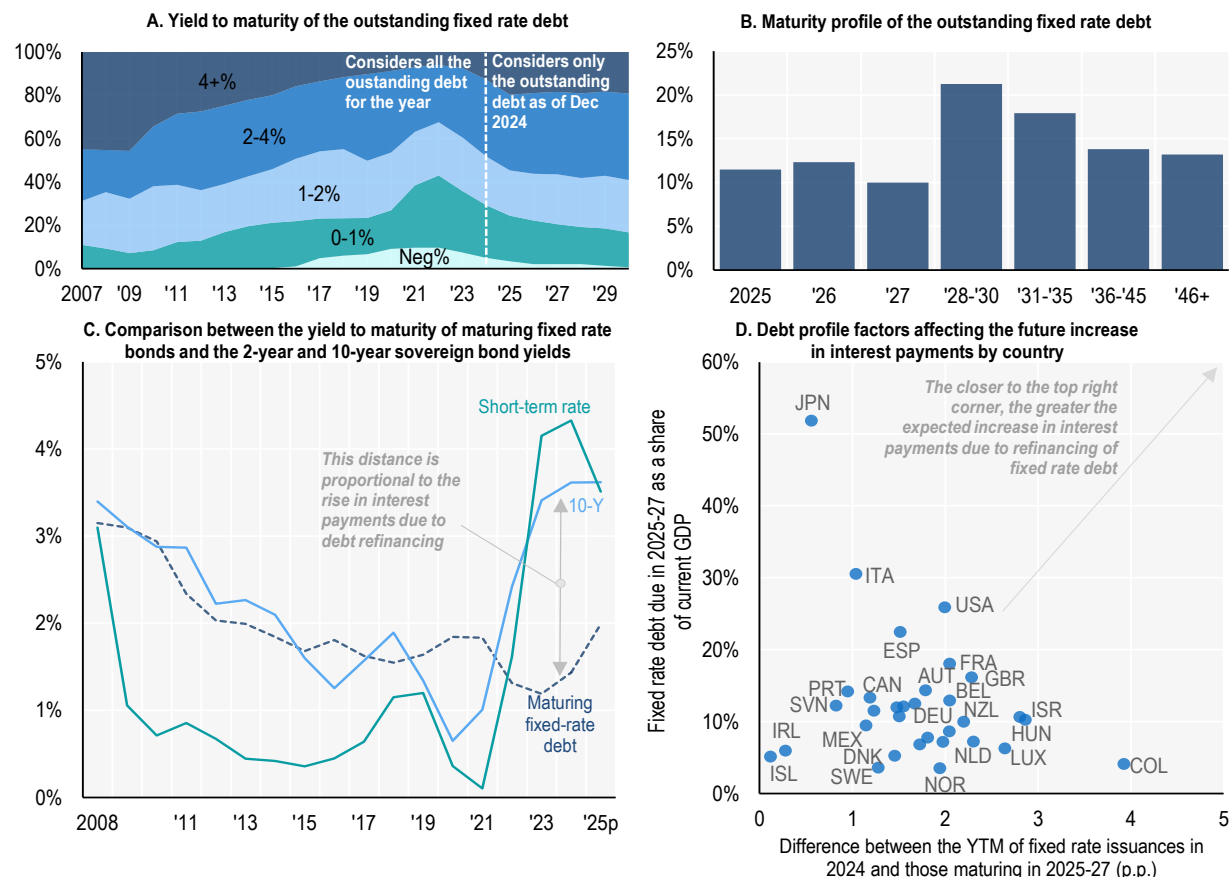 A. Yield to maturity of the outstanding fixed rate debt
100%
80%
60%
40%
20%
0%
4+%
2-4%
1-2%
0-1%
Neg%
Considers all the
oustanding debt
for the year
Considers only
the outstanding
debt as of Dec
2024
2007 '09 '11 '13 '15 '17 '19 '21 '23 '25 '27 '29
B. Maturity profile of the outstanding fixed rate debt
25%
20%
15%
10%
5%
0%
2025 '26 '27 '28-30 '31-35 '36-45 '46+
C. Comparison between the yield to maturity of maturing fixed rate
bonds and the 2-year and 10-year sovereign bond yields
5%
4%
3%
2%
1%
0%
Short-term rate
This distance is
proportional to the
rise in interest
payments due to
debt refinancing
10-Y
Maturing
fixed-rate
debt
2008 '11 '13 '15 '17 '19 '21 '23 '25p
D. Debt profile factors affecting the future increase
in interest payments by country
Fixed rate debt due in 2025-27 as a share
of current GDP
60%
50%
40%
30%
20%
10%
0%
The closer to the top right
corner, the greater the
expected increase in interest
payments due to refinancing of
fixed rate debt
JPN
ITA
USA
ESP
FRA
GBR
AUT
CAN
PRT
BEL
SVN
DEU
NZL
ISR
HUN
MEX
IRL
DNK
NLD
LUX
ISL
SWE
NOR
COL
0 1 2 3 4 5
Difference between the YTM of fixed rate issuances in
2024 and those maturing in 2025-27 (p.p.)